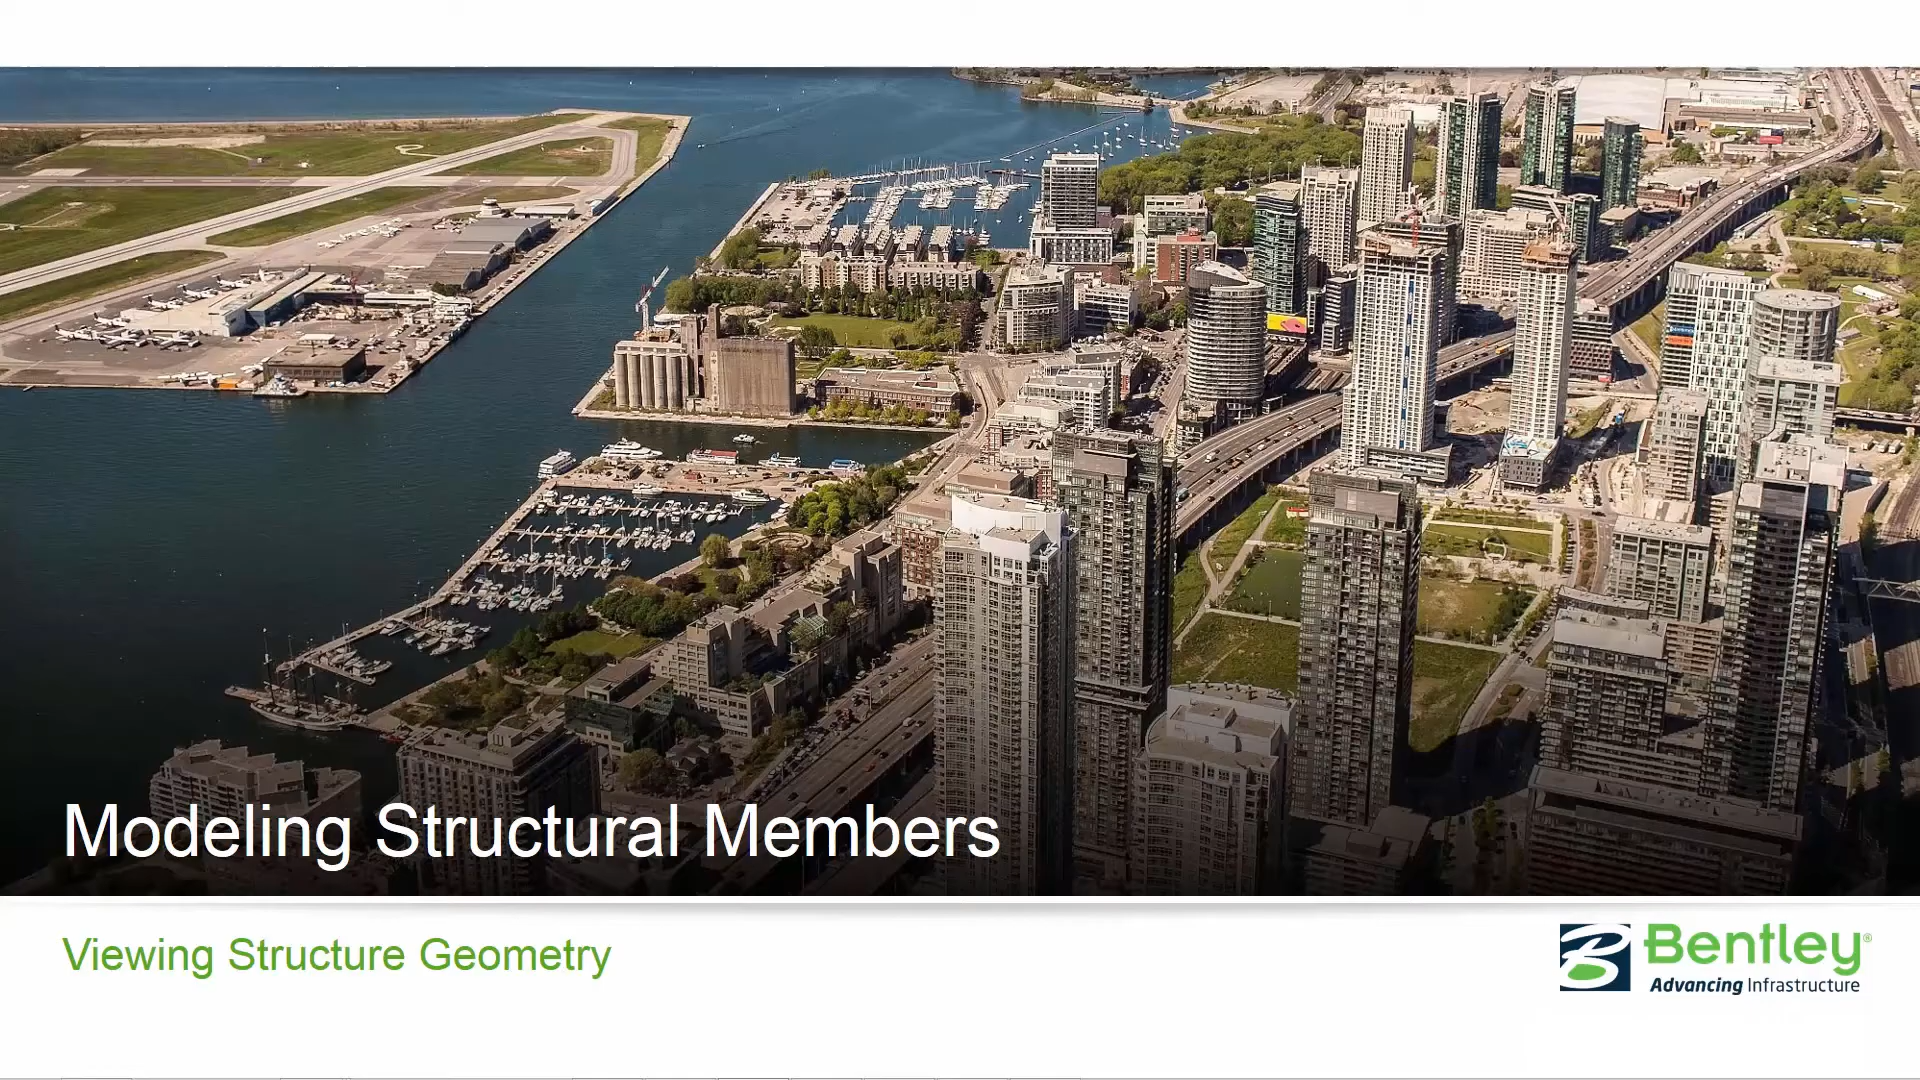 Modeling Structural Members
Viewing Structure Geometry
Bentley®
Advancing Infrastructure